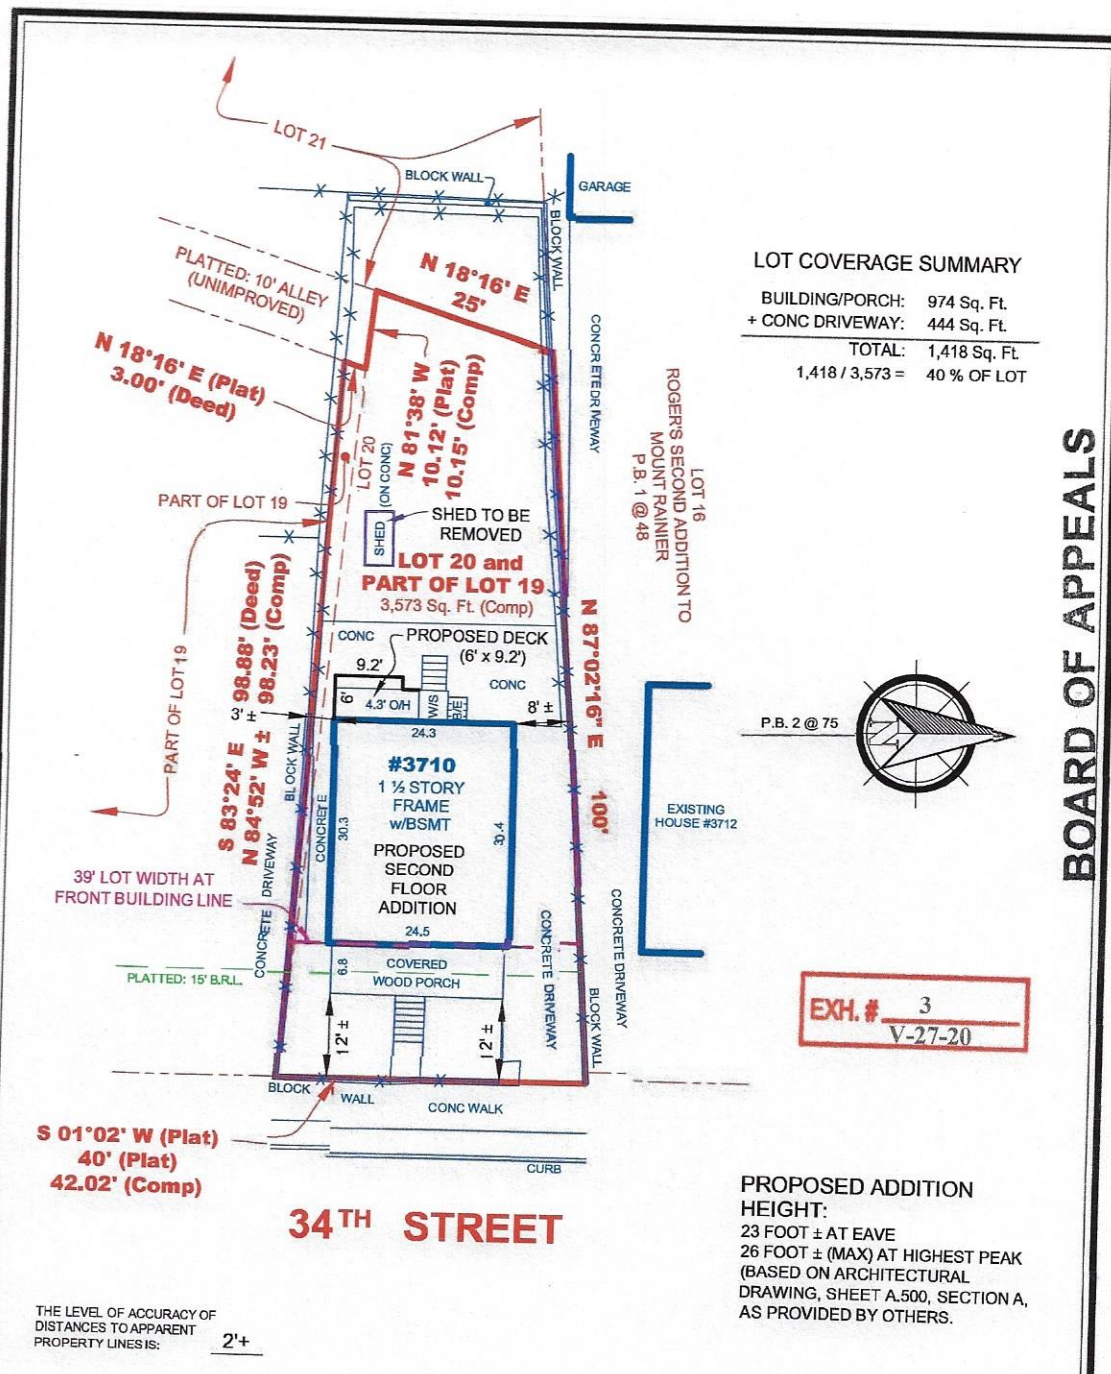 LOT 21
BLOCK WALL
GARAGE
BLOCK WALL
PLATTED: 10' ALLEY
(UNIMPROVED)
N 18°16' E
25'
LOT COVERAGE SUMMARY
BUILDING/PORCH: 974 Sq. Ft.
+ CONC DRIVEWAY: 444 Sq. Ft.
TOTAL: 1,418 Sq. Ft.
1,418 / 3,573 = 40 % OF LOT
N 18°16' E (Plat)
3.00' (Deed)
N 81°38' W
10.12' (Plat)
10.15' (Comp)
CONCRETE DRIVEWAY
LOT 16
ROGER'S SECOND ADDITION TO
MOUNT RAINIER
P.B. 1 @ 48
LOT 20
(ON CONC)
SHED
PART OF LOT 19
SHED TO BE
REMOVED
LOT 20 and
PART OF LOT 19
3,573 Sq. Ft. (Comp)
BOARD OF APPEALS
PART OF LOT 19
S 83°24' E 98.88' (Deed)
N 84°52' W ± 98.23' (Comp)
N 87°02'16" E 100'
CONC
PROPOSED DECK
(6' x 9.2')
9.2'
6'
4.3' O/H
W/S
B/E
CONC
3' ±
8' ±
24.3
P.B. 2 @ 75
N
BLOCK WALL
CONCRETE
#3710
1 ½ STORY
FRAME
w/BSMT
30.3
30.4
PROPOSED
SECOND
FLOOR
ADDITION
24.5
EXISTING
HOUSE #3712
39' LOT WIDTH AT
FRONT BUILDING LINE
CONCRETE DRIVEWAY
PLATTED: 15' B.R.L.
6.8
COVERED
WOOD PORCH
CONCRETE DRIVEWAY
CONCRETE DRIVEWAY
BLOCK WALL
12' ±
12' ±
EXH. # 3
V-27-20
BLOCK
WALL
CONC WALK
CURB
S 01°02' W (Plat)
40' (Plat)
42.02' (Comp)
34TH STREET
PROPOSED ADDITION
HEIGHT:
23 FOOT ± AT EAVE
26 FOOT ± (MAX) AT HIGHEST PEAK
(BASED ON ARCHITECTURAL
DRAWING, SHEET A.500, SECTION A,
AS PROVIDED BY OTHERS.
THE LEVEL OF ACCURACY OF
DISTANCES TO APPARENT
PROPERTY LINES IS: 2'+